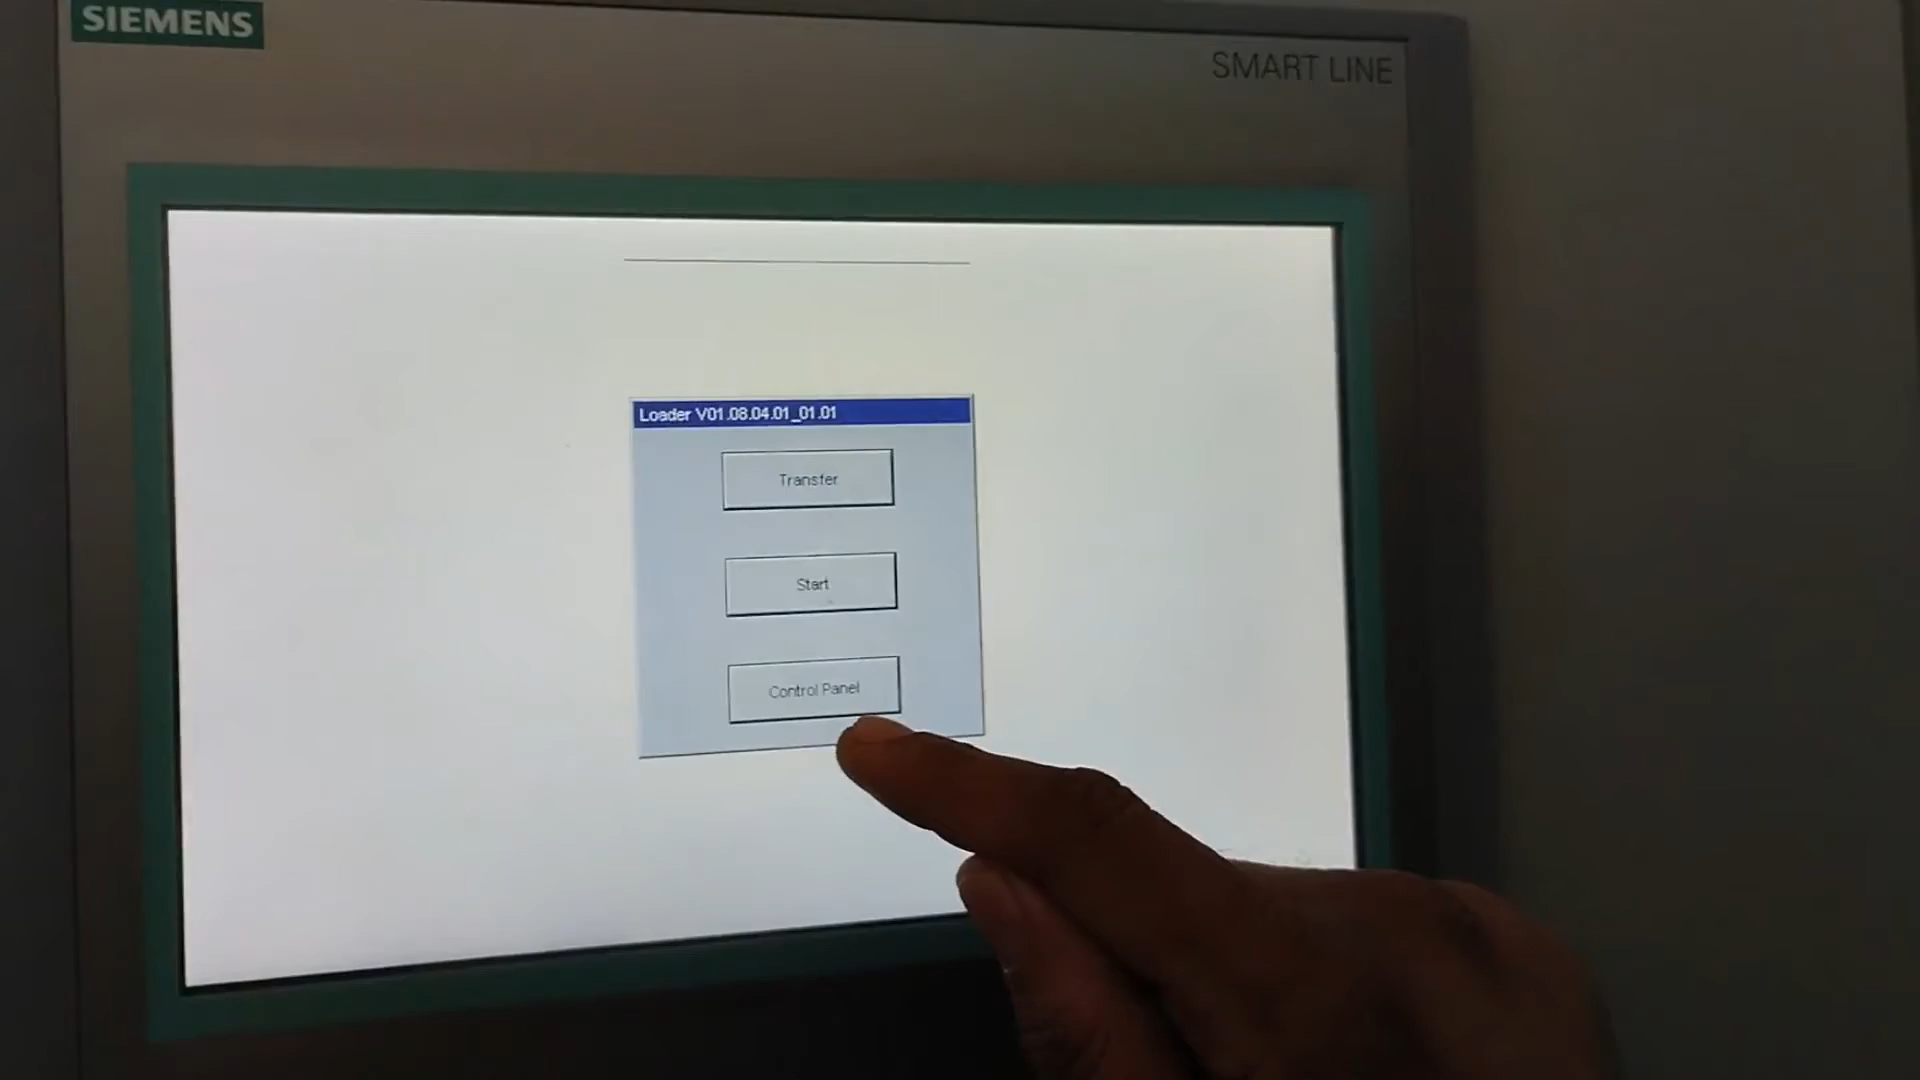 SIEMENS
SMART LINE
Loader V01.08.04.01_01.01
Transfer
Start
Control Panel